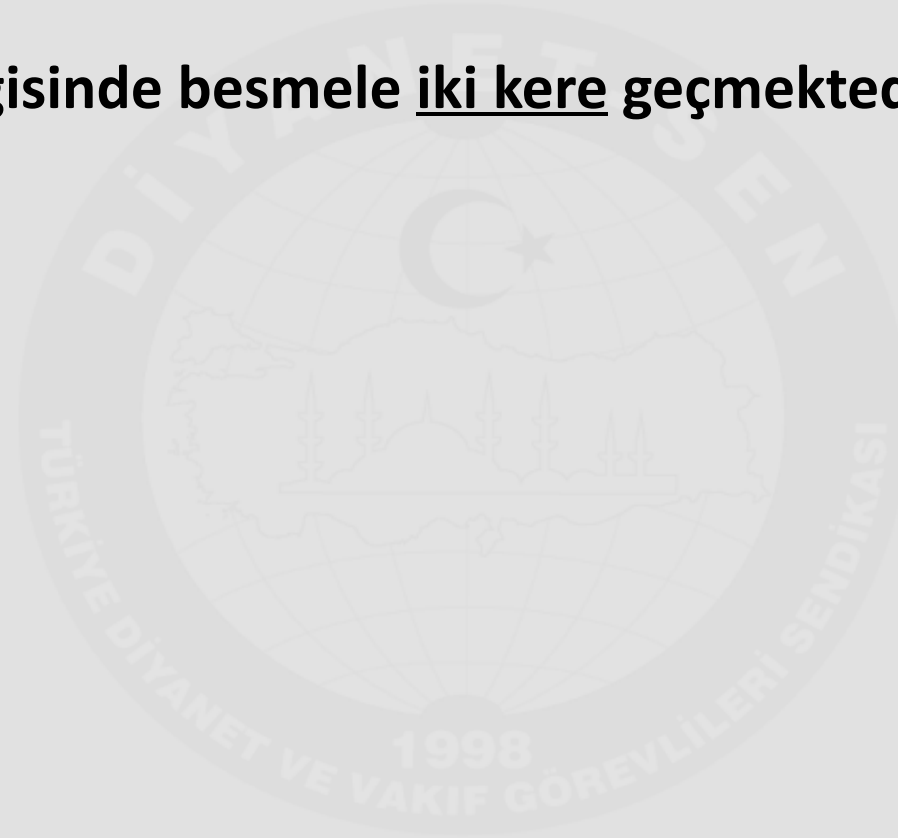 gisinde besmele iki kere geçmekted
DİYANET SEN
TÜRKİYE DİYANET VE VAKIF GÖREVLİLERİ SENDİKASI
1998